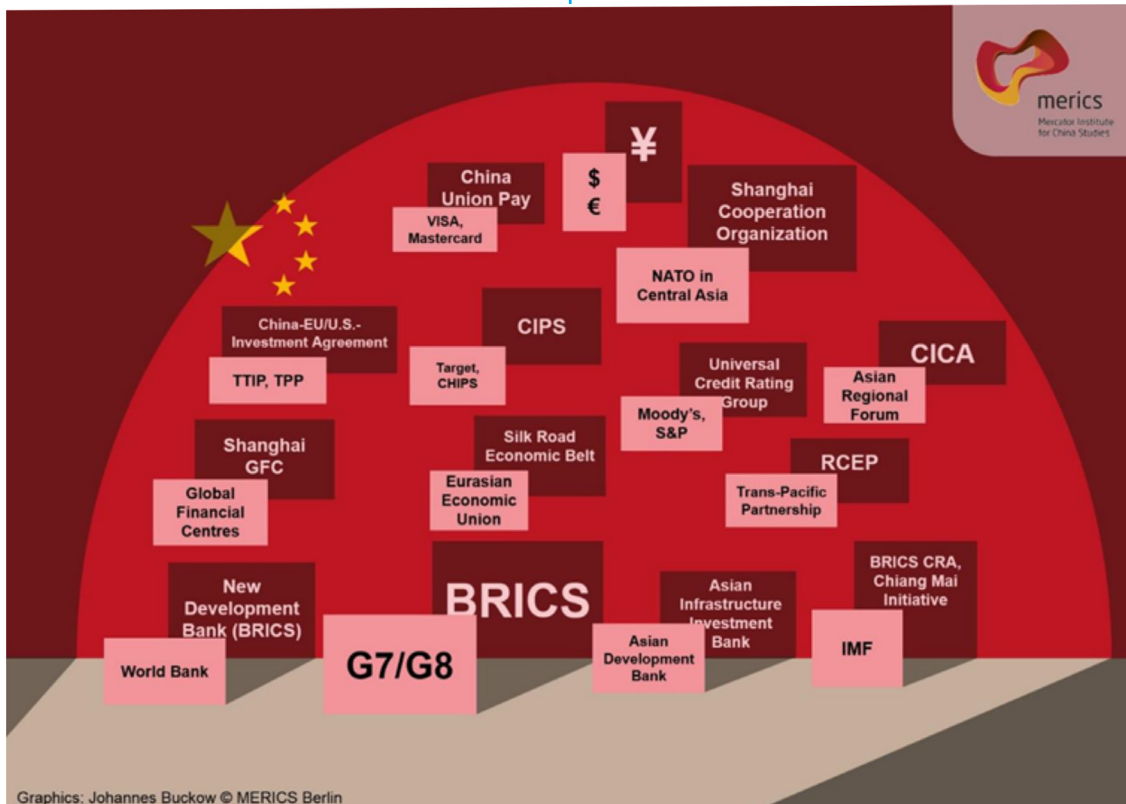 merics
Mercator Institute
for China Studies
¥
$
€
China
Union Pay
VISA,
Mastercard
Shanghai
Cooperation
Organization
NATO in
Central Asia
China-EU/U.S.-
Investment Agreement
TTIP, TPP
CIPS
Target,
CHIPS
Universal
Credit Rating
Group
Moody's,
S&P
CICA
Asian
Regional
Forum
Shanghai
GFC
Global
Financial
Centres
Silk Road
Economic Belt
Eurasian
Economic
Union
RCEP
Trans-Pacific
Partnership
New
Development
Bank (BRICS)
World Bank
BRICS
G7/G8
Asian
Infrastructure
Investment
Bank
Asian
Development
Bank
BRICS CRA,
Chiang Mai
Initiative
IMF
Graphics: Johannes Buckow © MERICS Berlin